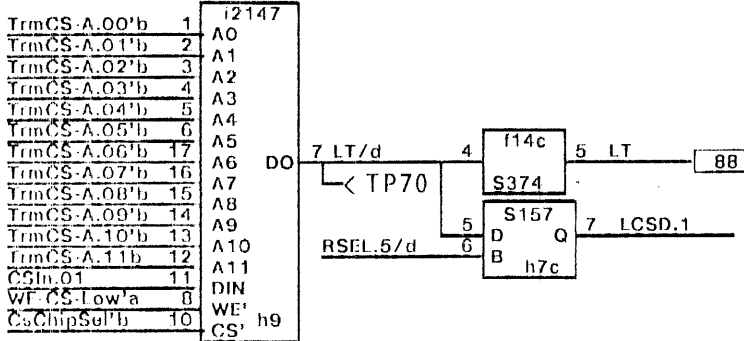 i2147
TrmCS-A.00'b 1 A0
TrmCS-A.01'b 2 A1
TrmCS-A.02'b 3 A2
TrmCS-A.03'b 4 A3
TrmCS-A.04'b 5 A4
TrmCS-A.05'b 6 A5
TrmCS-A.06'b 17 A6
TrmCS-A.07'b 16 A7
TrmCS-A.08'b 15 A8
TrmCS-A.09'b 14 A9
TrmCS-A.10'b 13 A10
TrmCS-A.11b 12 A11
CSIn.01 11 DIN
WE-CS-Low'a 8 WE'
CsChipSel'b 10 CS'
h9
DO 7 LT/d
< TP70
4 f14c 5 LT 88
S374
S157
5 D Q 7 LCSD.1
RSEL.5/d 6 B
h7c